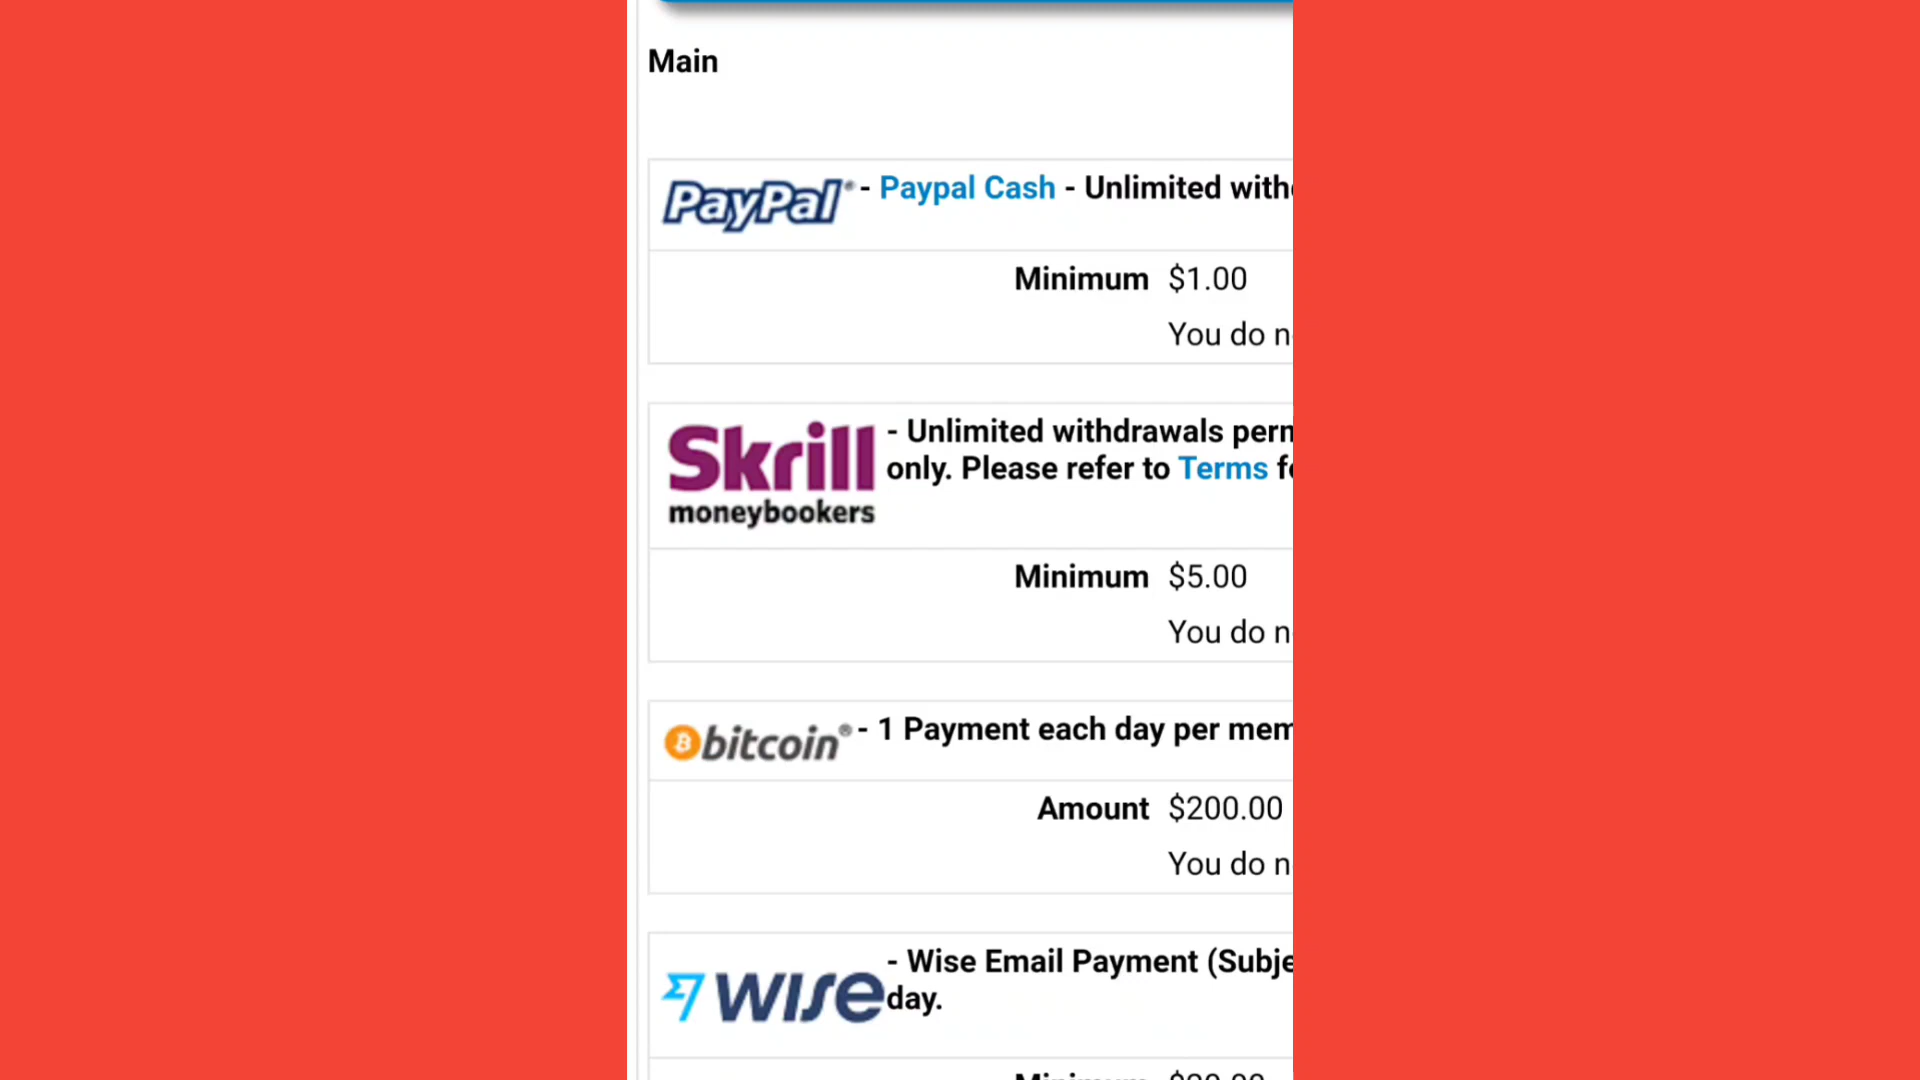 Main
PayPal® - Paypal Cash - Unlimited with
Minimum $1.00
You do n
Skrill - Unlimited withdrawals perm
only. Please refer to Terms f
moneybookers
Minimum $5.00
You do n
bitcoin® - 1 Payment each day per mem
Amount $200.00
You do n
- Wise Email Payment (Subje
WISE day.